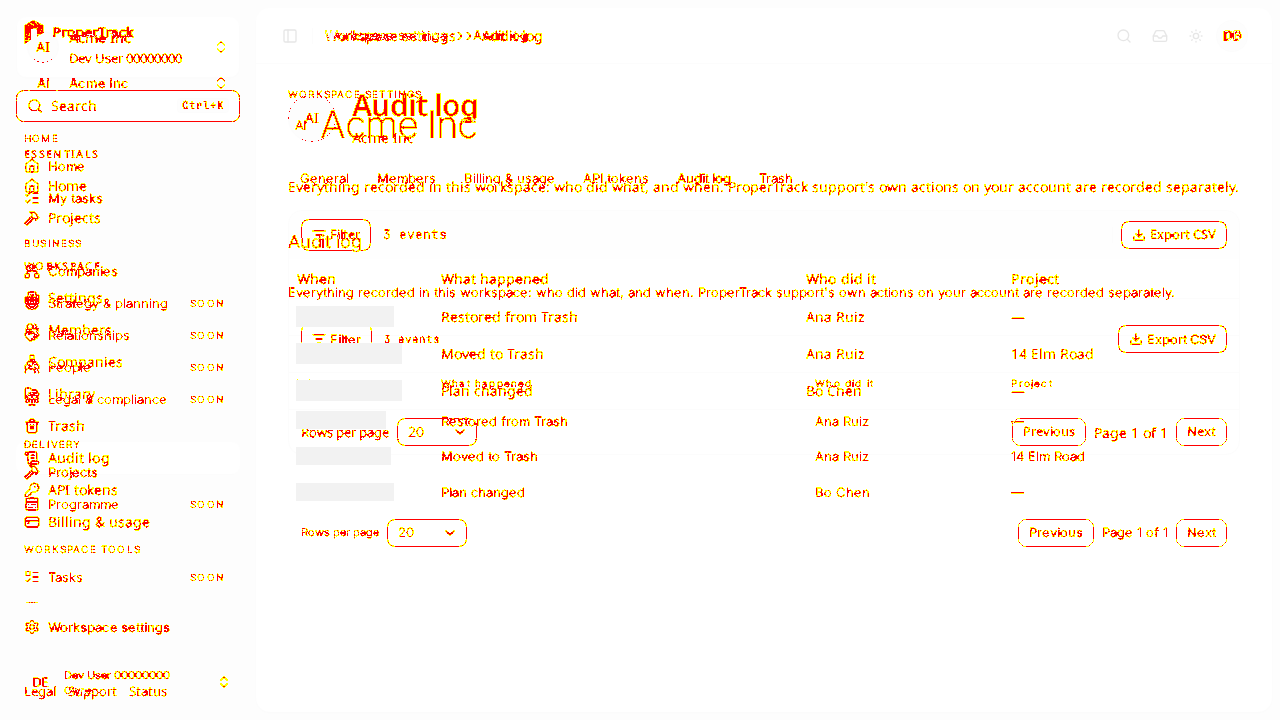 ProperTrack
Acme Inc
AI
Dev User 00000000
AI Acme Inc
Search Ctrl+K
HOME
ESSENTIALS
Home
Home
My tasks
Projects
BUSINESS
WORKSPACE
Companies
Settings
Strategy & planning SOON
Members
Relationships SOON
Companies
People SOON
Library
Legal & compliance SOON
Trash
DELIVERY
Audit log
Projects
API tokens
Programme SOON
Billing & usage
WORKSPACE TOOLS
Tasks SOON
Workspace settings
DE Dev User 00000000
Legal Support Status
Workspace settings > Audit log
WORKSPACE SETTINGS
Audit log
AI
AI
Acme Inc
Acme Inc
General Members Billing & usage API tokens Audit log Trash
Everything recorded in this workspace: who did what, and when. ProperTrack support's own actions on your account are recorded separately.
Filter 3 events Export CSV
Audit log
When What happened Who did it Project
Everything recorded in this workspace: who did what, and when. ProperTrack support's own actions on your account are recorded separately.
Restored from Trash Ana Ruiz —
Filter 3 events Export CSV
Moved to Trash Ana Ruiz 14 Elm Road
What happened Who did it Project
Plan changed Bo Chen —
Restored from Trash Ana Ruiz —
Rows per page 20 Previous Page 1 of 1 Next
Moved to Trash Ana Ruiz 14 Elm Road
Plan changed Bo Chen —
Rows per page 20 Previous Page 1 of 1 Next